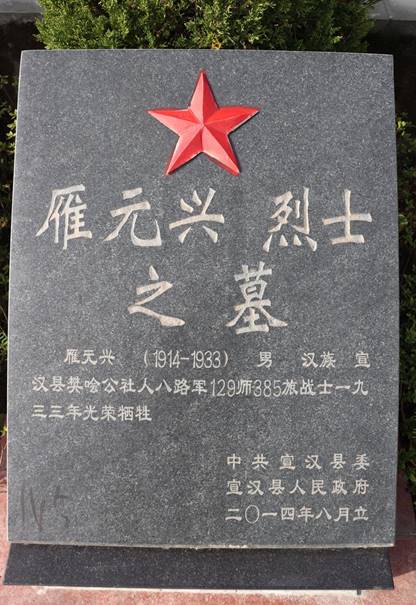 雁元兴 烈士
之墓
雁元兴 (1914-1933) 男 汉族 宣
汉县樊哙公社人八路军129师385旅战士一九
三三年光荣牺牲
中共宣汉县委
宣汉县人民政府
二〇一四年八月立